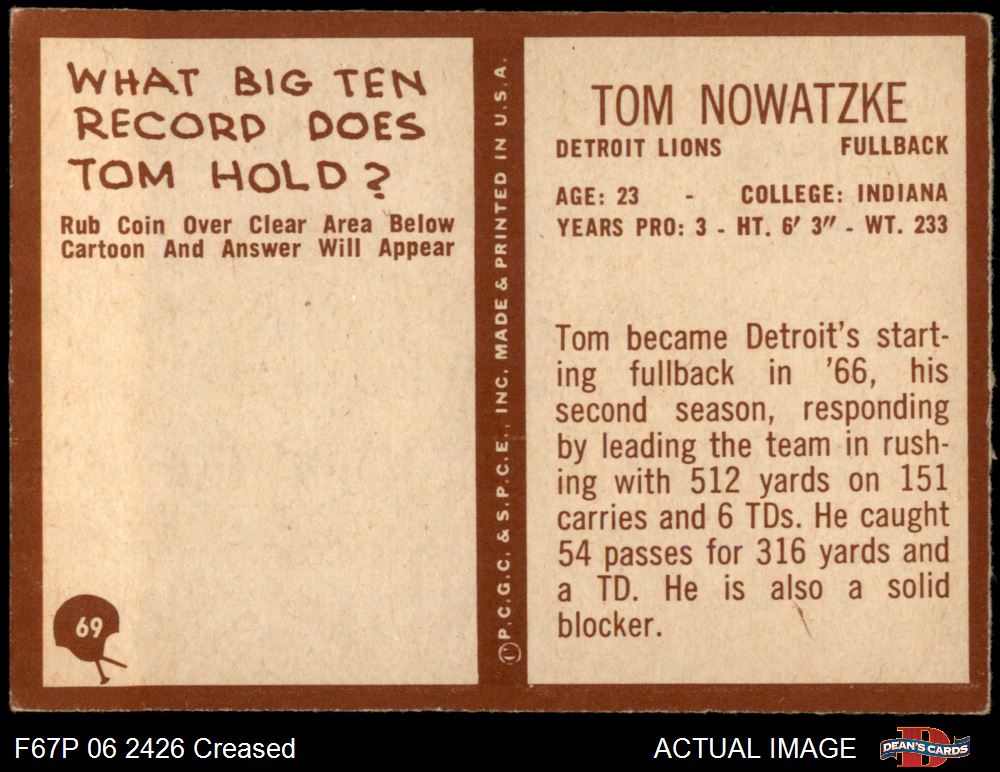 WHAT BIG TEN
RECORD DOES
TOM HOLD?
Rub Coin Over Clear Area Below
Cartoon And Answer Will Appear
69
Ⓒ P.C.G.C. & S.P.C.E., INC. MADE & PRINTED IN U.S.A.
TOM NOWATZKE
DETROIT LIONS FULLBACK
AGE: 23 - COLLEGE: INDIANA
YEARS PRO: 3 - HT. 6' 3" - WT. 233
Tom became Detroit's start-
ing fullback in '66, his
second season, responding
by leading the team in rush-
ing with 512 yards on 151
carries and 6 TDs. He caught
54 passes for 316 yards and
a TD. He is also a solid
blocker.
F67P 06 2426 Creased
ACTUAL IMAGE
DEAN'S CARDS